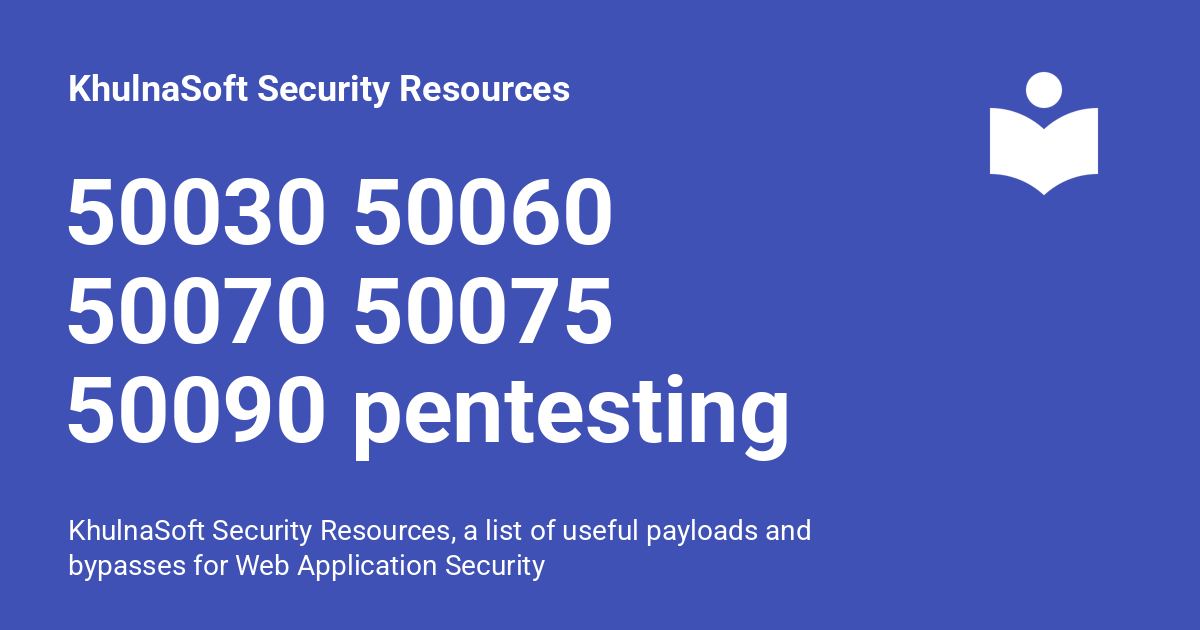 KhulnaSoft Security Resources
50030 50060
50070 50075
50090 pentesting
KhulnaSoft Security Resources, a list of useful payloads and
bypasses for Web Application Security